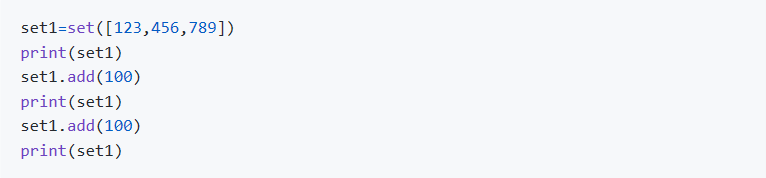 set1=set([123,456,789])
print(set1)
set1.add(100)
print(set1)
set1.add(100)
print(set1)